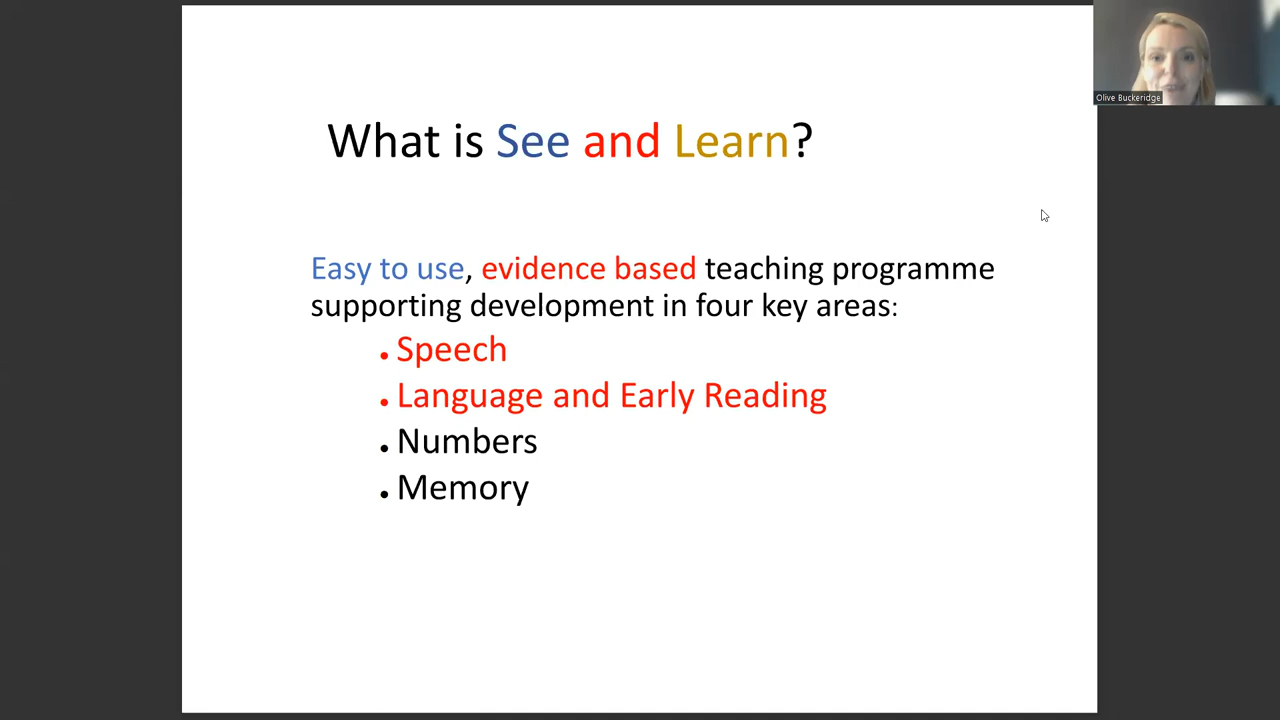 Olive Buckeridge
What is See and Learn?
Easy to use, evidence based teaching programme
supporting development in four key areas:
• Speech
• Language and Early Reading
• Numbers
• Memory